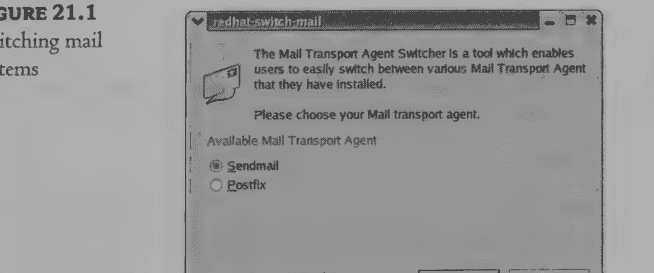 GURE 21.1
itching mail
tems
redhat-switch-mail
The Mail Transport Agent Switcher is a tool which enables
users to easily switch between various Mail Transport Agent
that they have installed.
Please choose your Mail transport agent.
Available Mail Transport Agent
Sendmail
Postfix